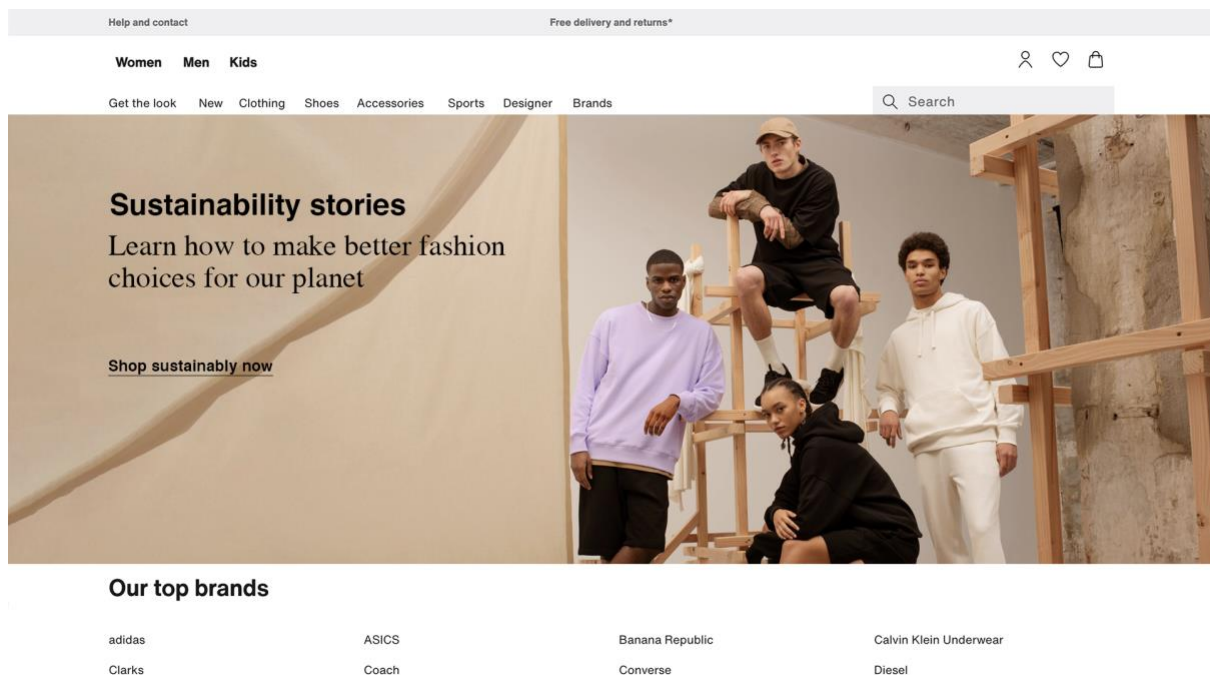 Help and contact
Free delivery and returns*
Women Men Kids
Get the look New Clothing Shoes Accessories Sports Designer Brands
Search
Sustainability stories
Learn how to make better fashion
choices for our planet
Shop sustainably now
Our top brands
adidas ASICS Banana Republic Calvin Klein Underwear
Clarks Coach Converse Diesel